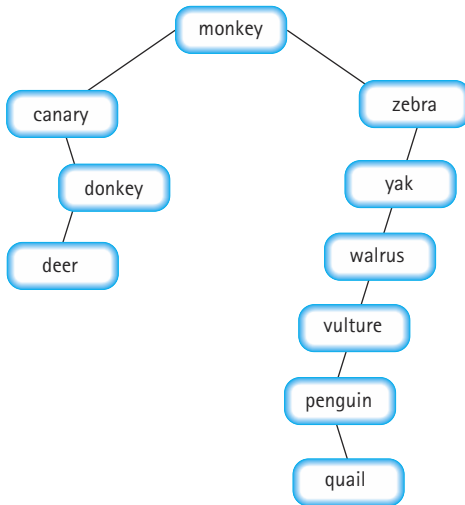 monkey
canary
zebra
donkey
yak
deer
walrus
vulture
penguin
quail